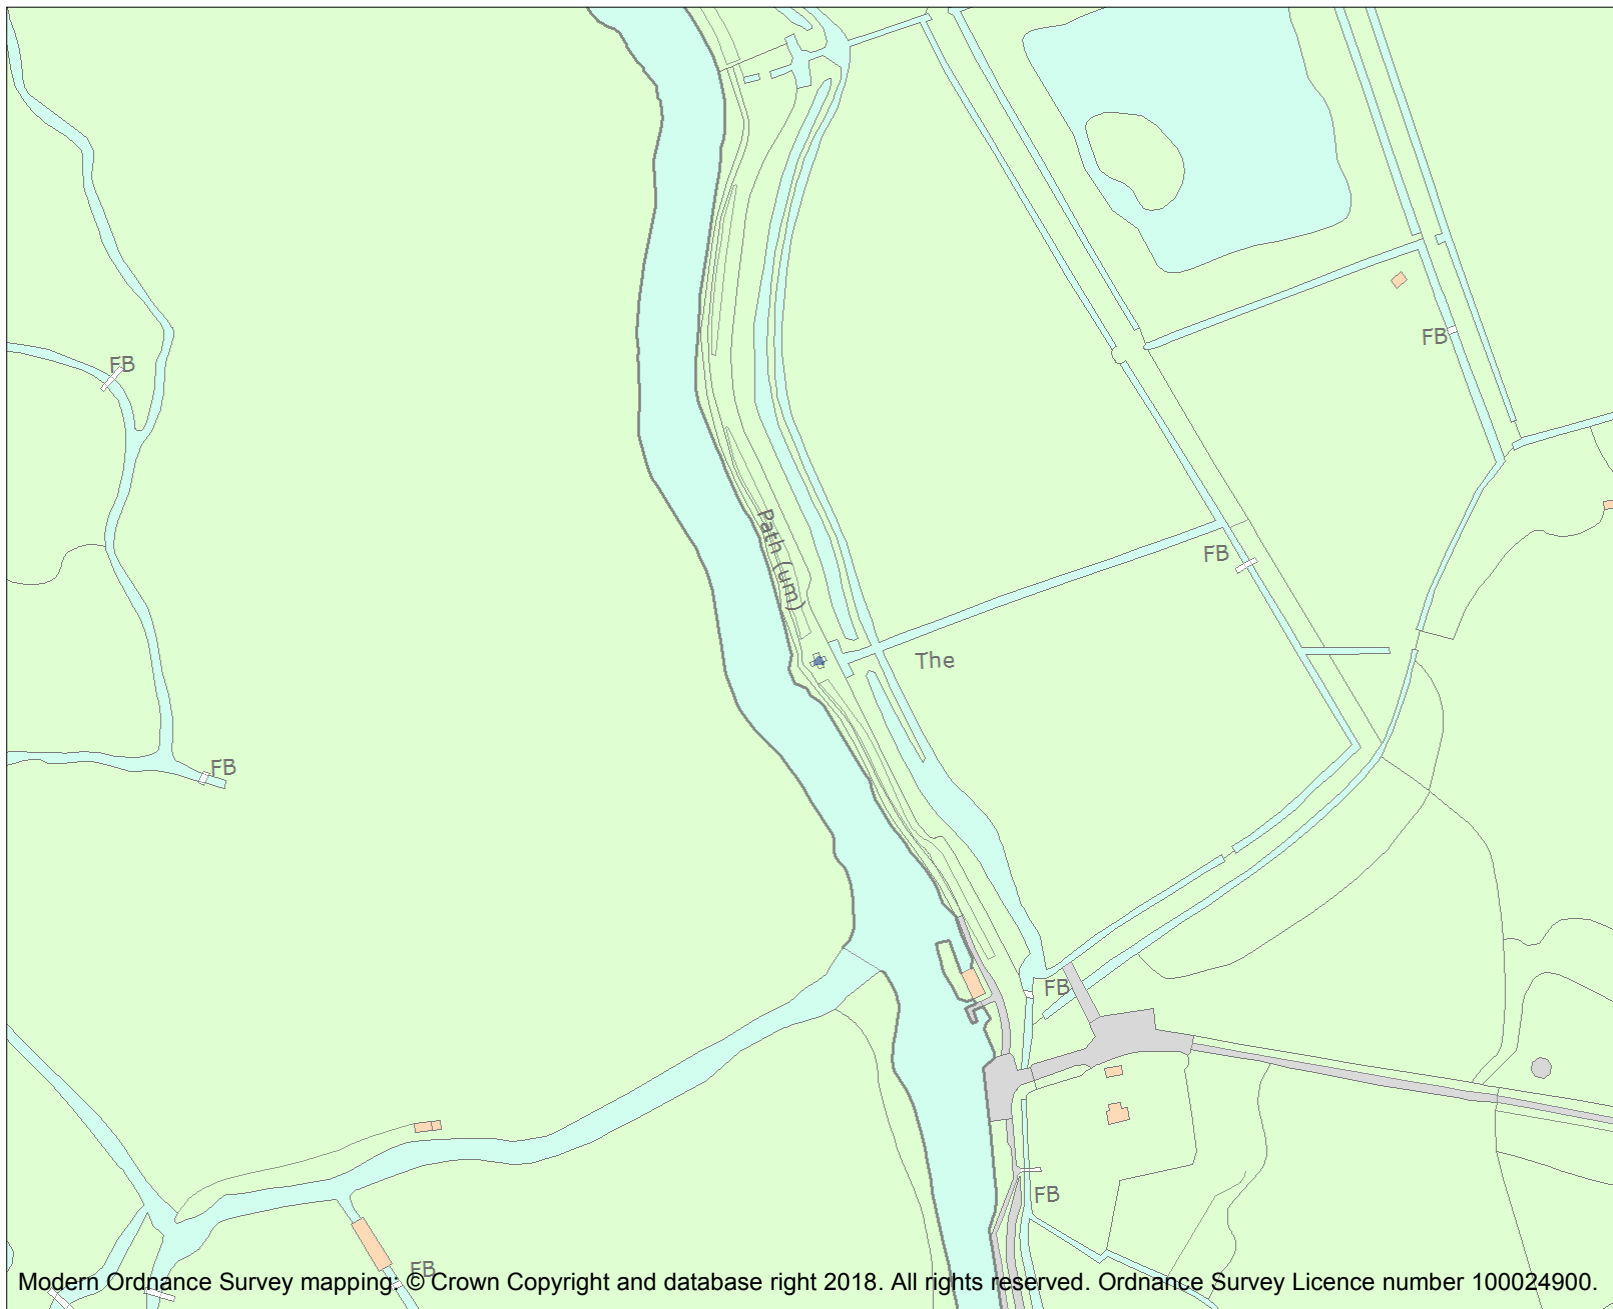 FB
FB
Path (um)
FB
The
FB
FB
FB
FB
Modern Ordnance Survey mapping: © Crown Copyright and database right 2018. All rights reserved. Ordnance Survey Licence number 100024900.